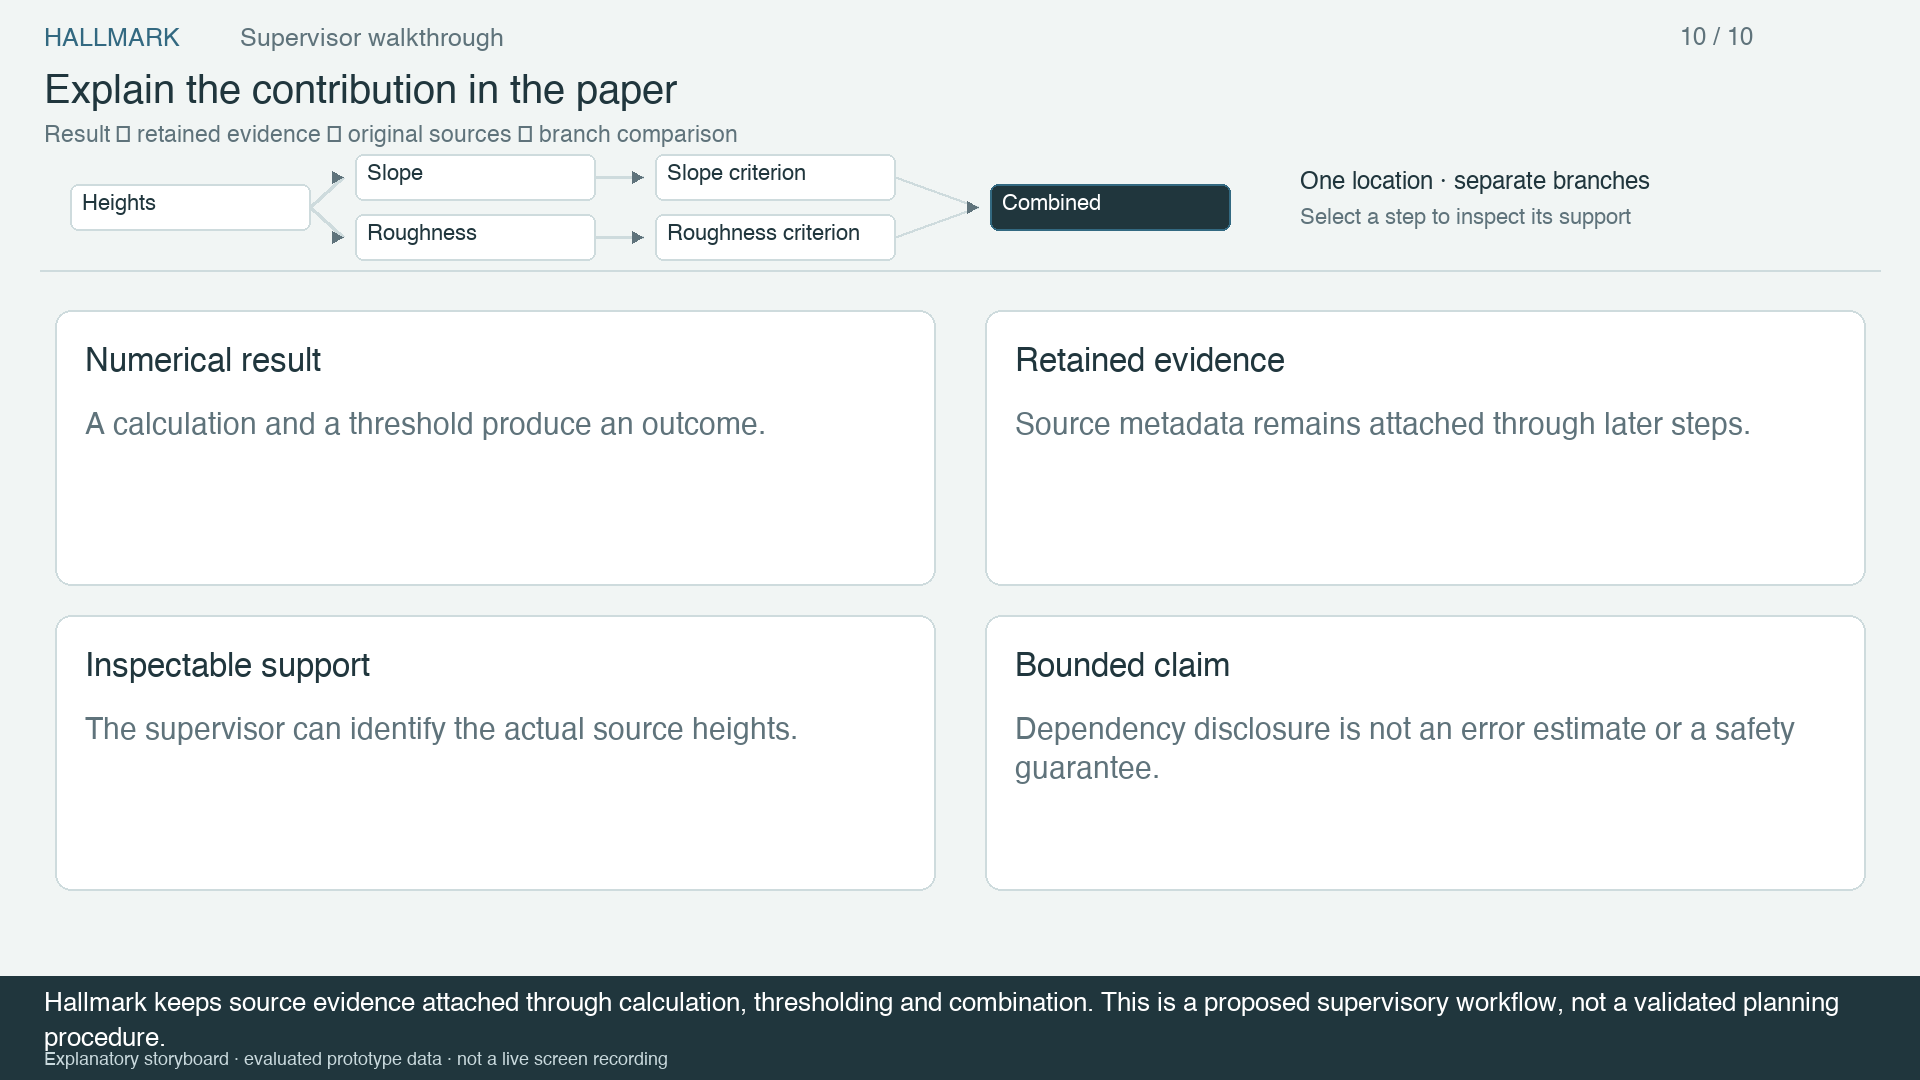 HALLMARK Supervisor walkthrough 10 / 10
Explain the contribution in the paper
Result □ retained evidence □ original sources □ branch comparison
Heights
Slope
Slope criterion
Roughness
Roughness criterion
Combined
One location · separate branches
Select a step to inspect its support
Numerical result
A calculation and a threshold produce an outcome.
Retained evidence
Source metadata remains attached through later steps.
Inspectable support
The supervisor can identify the actual source heights.
Bounded claim
Dependency disclosure is not an error estimate or a safety
guarantee.
Hallmark keeps source evidence attached through calculation, thresholding and combination. This is a proposed supervisory workflow, not a validated planning
procedure.
Explanatory storyboard · evaluated prototype data · not a live screen recording